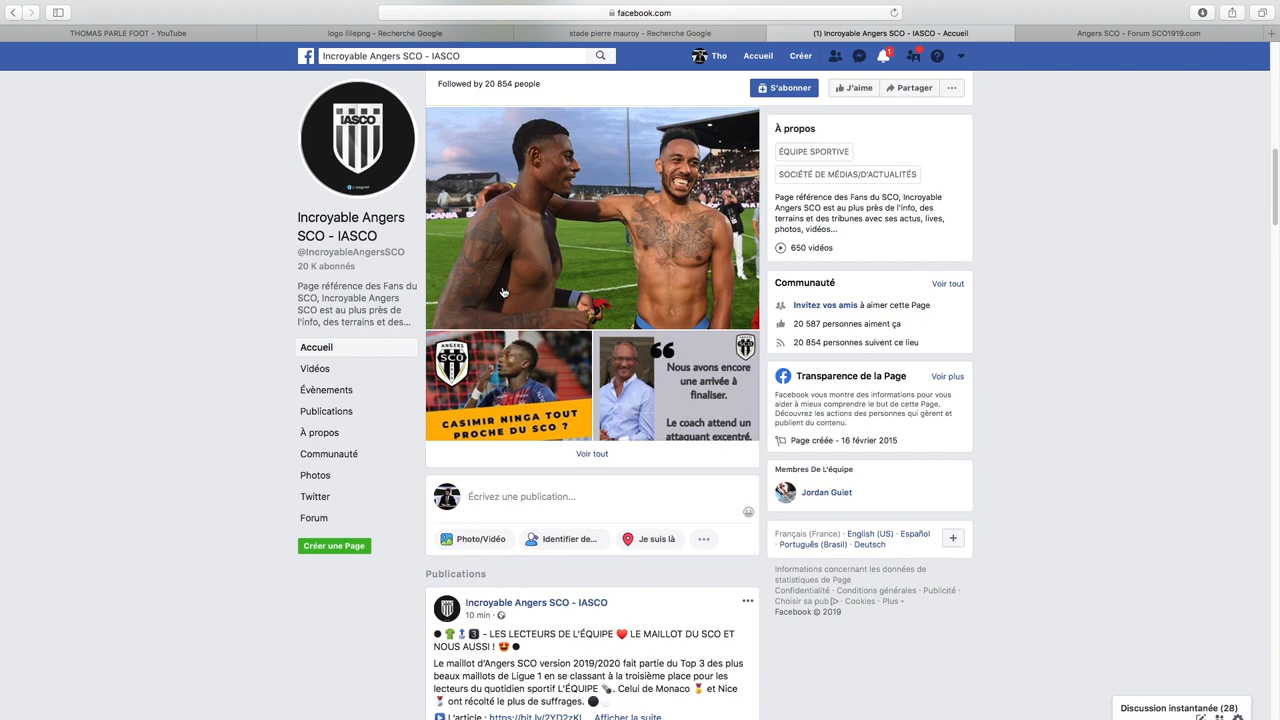 facebook.com
THOMAS PARLE FOOT - YouTube
logo lillepng - Recherche Google
stade pierre mauroy - Recherche Google
(1) Incroyable Angers SCO - IASCO - Accueil
Angers SCO - Forum SCO1919.com
Incroyable Angers SCO - IASCO
Tho
Accueil
Créer
1
IASCO
Incroyable Angers
SCO - IASCO
@IncroyableAngersSCO
20 K abonnés
Page référence des Fans du
SCO, Incroyable Angers
SCO est au plus près de
l'info, des terrains et des...
Accueil
Vidéos
Évènements
Publications
À propos
Communauté
Photos
Twitter
Forum
Créer une Page
Followed by 20 854 people
S'abonner
J'aime
Partager
SCANIA
ANGERS
SCO
CASIMIR NINGA TOUT
PROCHE DU SCO ?
Nous avons encore
une arrivée à
finaliser.
Le coach attend un
attaquant excentré.
Voir tout
Écrivez une publication...
Photo/Vidéo
Identifier de...
Je suis là
Publications
Incroyable Angers SCO - IASCO
10 min
⚫ 👕 🔝 3 - LES LECTEURS DE L'ÉQUIPE ❤️ LE MAILLOT DU SCO ET
NOUS AUSSI ! 😍 ⚫
Le maillot d'Angers SCO version 2019/2020 fait partie du Top 3 des plus
beaux maillots de Ligue 1 en se classant à la troisième place pour les
lecteurs du quotidien sportif L'ÉQUIPE 🗞. Celui de Monaco 🥇 et Nice
🥈 ont récolté le plus de suffrages. ⚫⚪
▶ L'article : https://bit.ly/2YD2zKL Afficher la suite
À propos
ÉQUIPE SPORTIVE
SOCIÉTÉ DE MÉDIAS/D'ACTUALITÉS
Page référence des Fans du SCO, Incroyable
Angers SCO est au plus près de l'info, des
terrains et des tribunes avec ses actus, lives,
photos, vidéos...
650 vidéos
Communauté
Voir tout
Invitez vos amis à aimer cette Page
20 587 personnes aiment ça
20 854 personnes suivent ce lieu
Transparence de la Page
Voir plus
Facebook vous montre des informations pour vous
aider à mieux comprendre le but de cette Page.
Découvrez les actions des personnes qui gèrent et
publient du contenu.
Page créée - 16 février 2015
Membres De L'équipe
Jordan Guiet
Français (France) · English (US) · Español
· Português (Brasil) · Deutsch
Informations concernant les données de
statistiques de Page
Confidentialité · Conditions générales · Publicité ·
Choisir sa pub · Cookies · Plus
Facebook © 2019
Discussion instantanée (28)